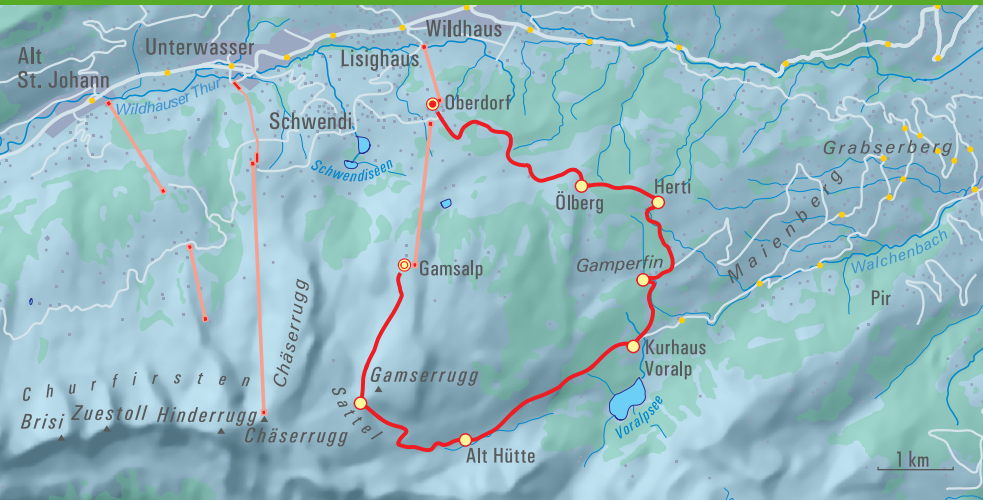 Wildhaus
Unterwasser
Alt
St. Johann
Lisighaus
Wildhauser Thur
Oberdorf
Schwendi
Grabserberg
Schwendiseen
Ölberg
Herti
Maienberg
Gamperfin
Walchenbach
Gamsalp
Pir
Chäserrugg
Kurhaus
Voralp
Gamserrugg
Churfirsten
Sattel
Voralpsee
Brisi
Zuestoll
Hinderrugg
Chäserrugg
Alt Hütte
1 km